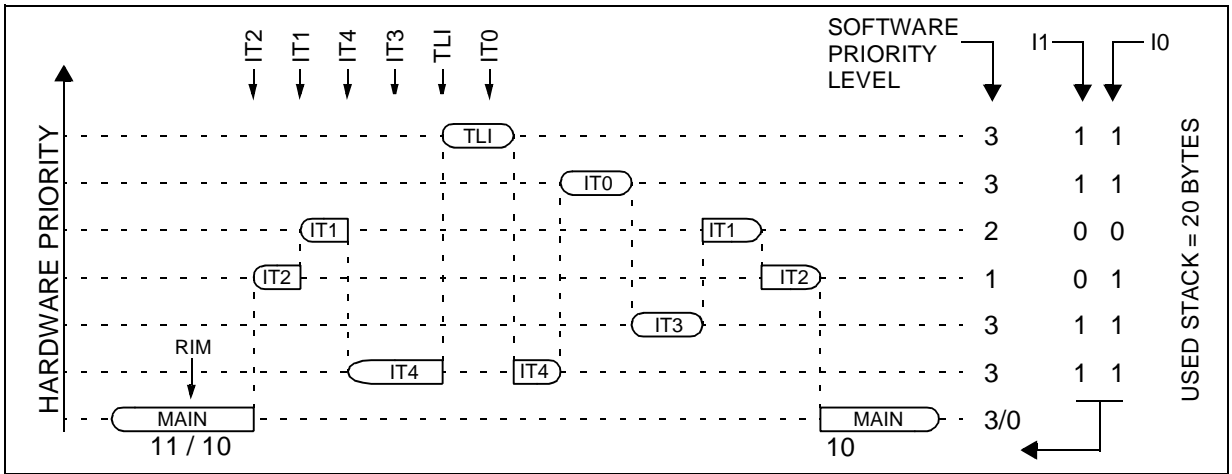 IT2
IT1
IT4
IT3
TLI
IT0
SOFTWARE
PRIORITY
LEVEL
I1
I0
HARDWARE PRIORITY
USED STACK = 20 BYTES
TLI
3
1 1
IT0
3
1 1
IT1
IT1
2
0 0
IT2
IT2
1
0 1
IT3
3
1 1
RIM
IT4
IT4
3
1 1
MAIN
MAIN
3/0
11 / 10
10